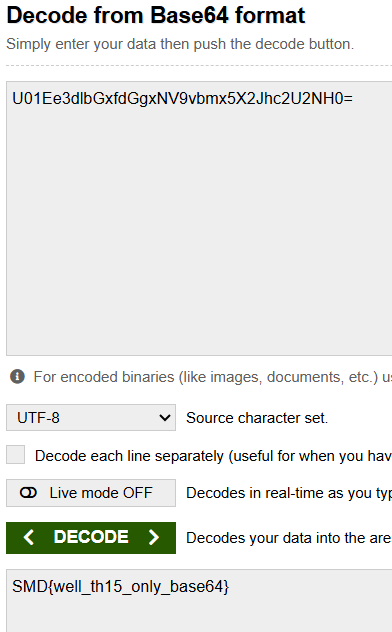 Decode from Base64 format
Simply enter your data then push the decode button.
U01Ee3dlbGxfdGgxNV9vbmx5X2Jhc2U2NH0=
For encoded binaries (like images, documents, etc.) u
UTF-8 Source character set.
Decode each line separately (useful for when you hav
Live mode OFF Decodes in real-time as you typ
< DECODE > Decodes your data into the are
SMD{well_th15_only_base64}